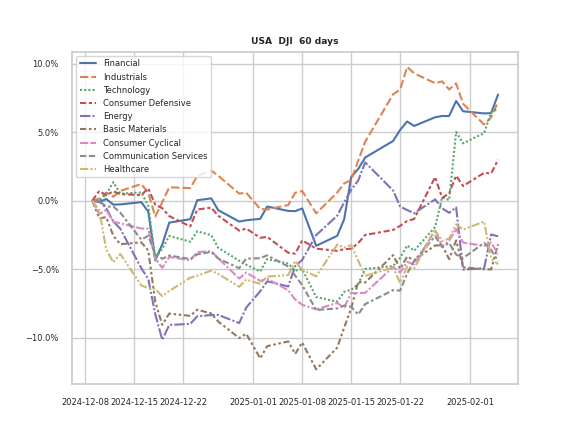 USA DJI 60 days
10.0%
5.0%
0.0%
−5.0%
−10.0%
Financial
Industrials
Technology
Consumer Defensive
Energy
Basic Materials
Consumer Cyclical
Communication Services
Healthcare
2024-12-08 2024-12-15 2024-12-22 2025-01-01 2025-01-08 2025-01-15 2025-01-22 2025-02-01